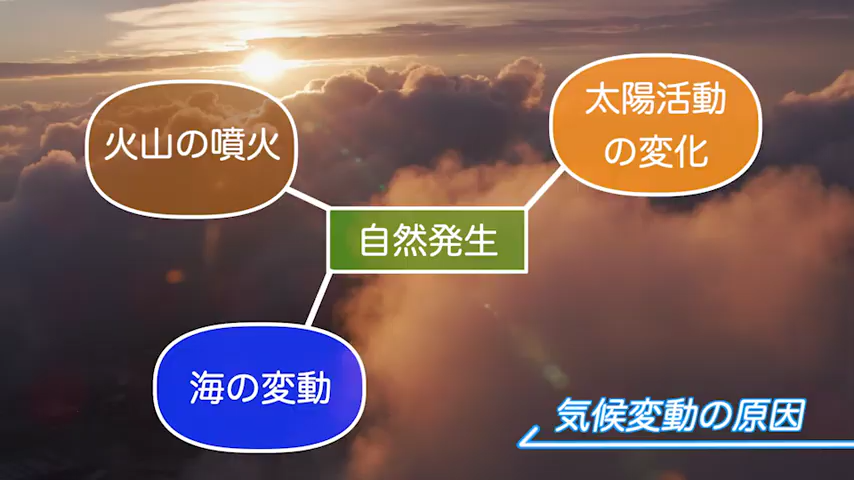 火山の噴火
太陽活動
の変化
自然発生
海の変動
気候変動の原因